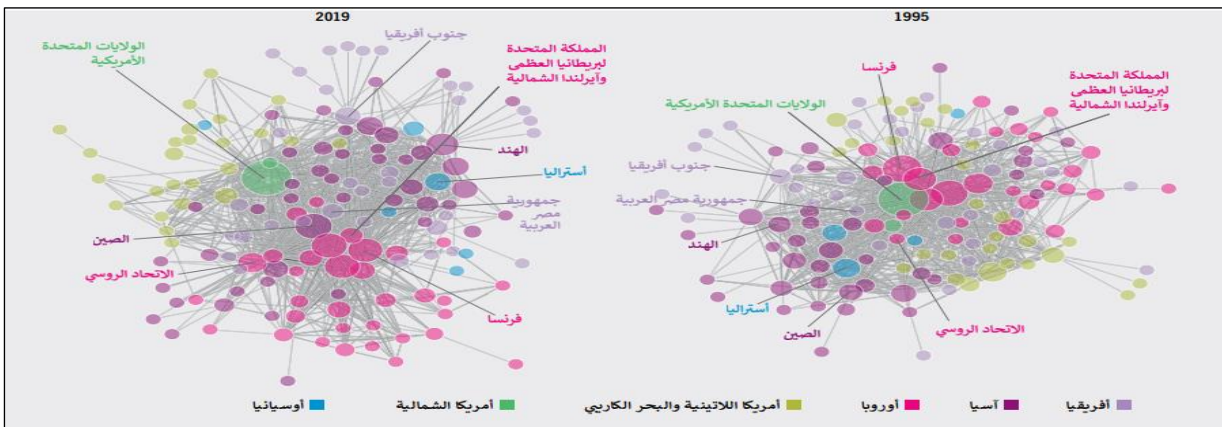 1995
فرنسا
المملكة المتحدة
لبريطانيا العظمى
وآيرلندا الشمالية
الولايات المتحدة الأمريكية
جنوب أفريقيا
جمهورية مصر العربية
الهند
أستراليا
الصين
الاتحاد الروسي
2019
جنوب أفريقيا
المملكة المتحدة
لبريطانيا العظمى
وآيرلندا الشمالية
الولايات المتحدة
الأمريكية
الهند
أستراليا
جمهورية
مصر
العربية
الصين
الاتحاد الروسي
فرنسا
أفريقيا آسيا أوروبا أمريكا اللاتينية والبحر الكاريبي أمريكا الشمالية أوسيانيا